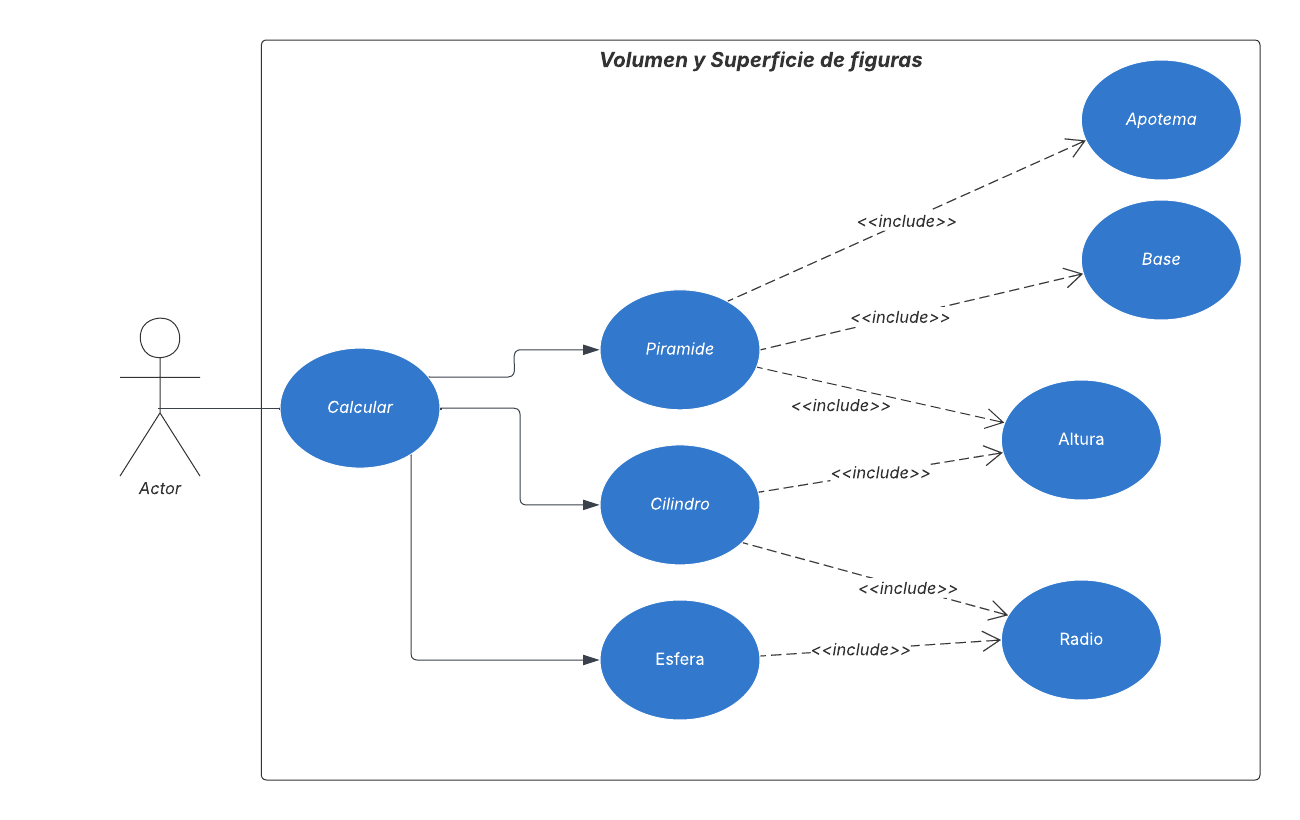 Volumen y Superficie de figuras
Apotema
<<include>>
Base
<<include>>
Piramide
Calcular
<<include>>
Altura
<<include>>
Actor
Cilindro
<<include>>
Radio
<<include>>
Esfera